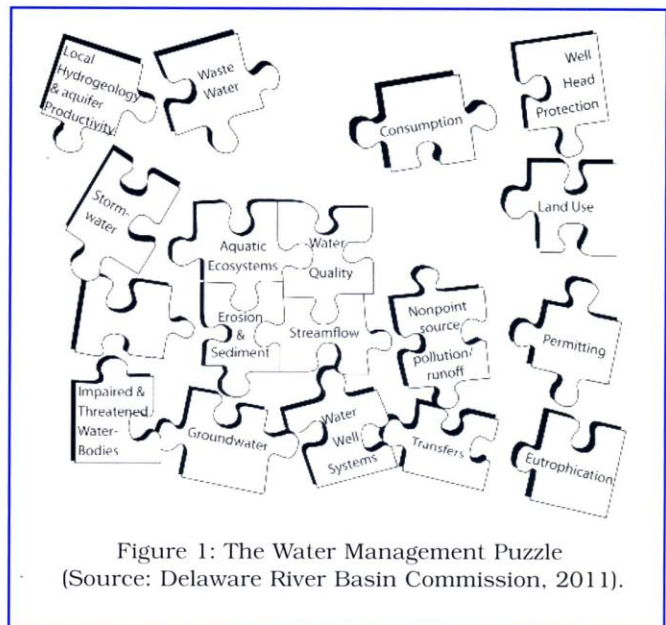 Local
Hydrogeology
& aquifer
Productivity
Waste
Water
Consumption
Well
Head
Protection
Storm-
water
Land Use
Aquatic
Ecosystems
Water
Quality
Erosion
&
Sediment
Streamflow
Nonpoint
source
pollution/
runoff
Permitting
Impaired &
Threatened
Water-
Bodies
Groundwater
Water
Well
Systems
Transfers
Eutrophication
Figure 1: The Water Management Puzzle
(Source: Delaware River Basin Commission, 2011).